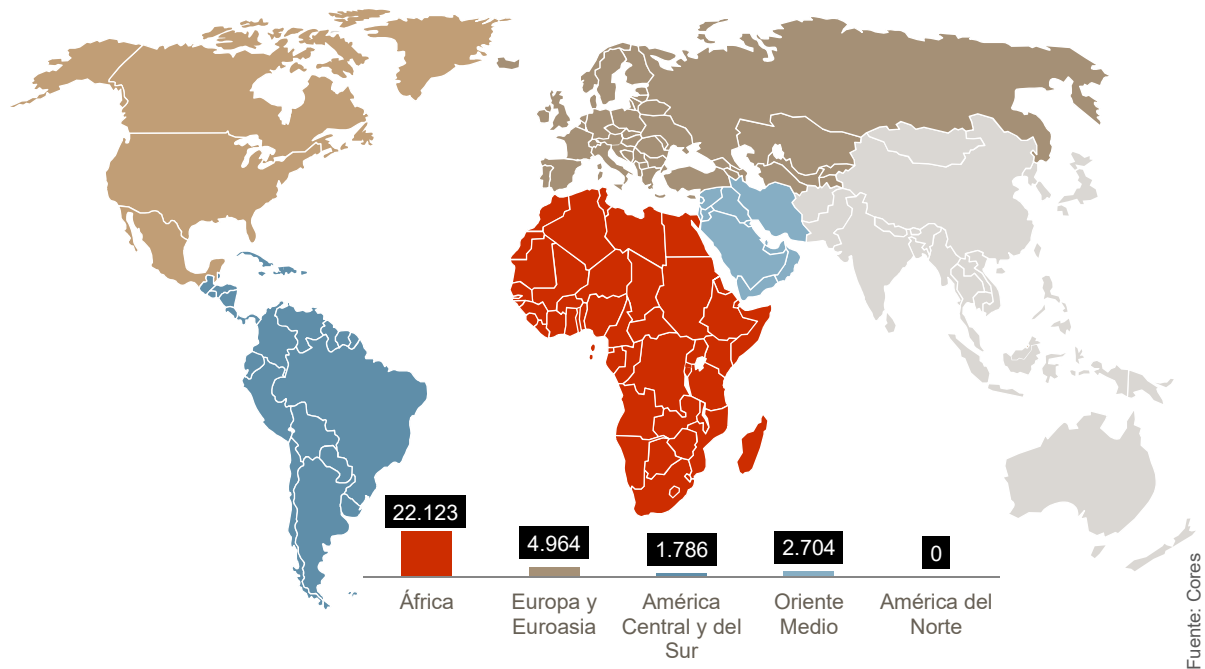 22.123
4.964
1.786
2.704
0
África
Europa y
Euroasia
América
Central y del
Sur
Oriente
Medio
América del
Norte
Fuente: Cores